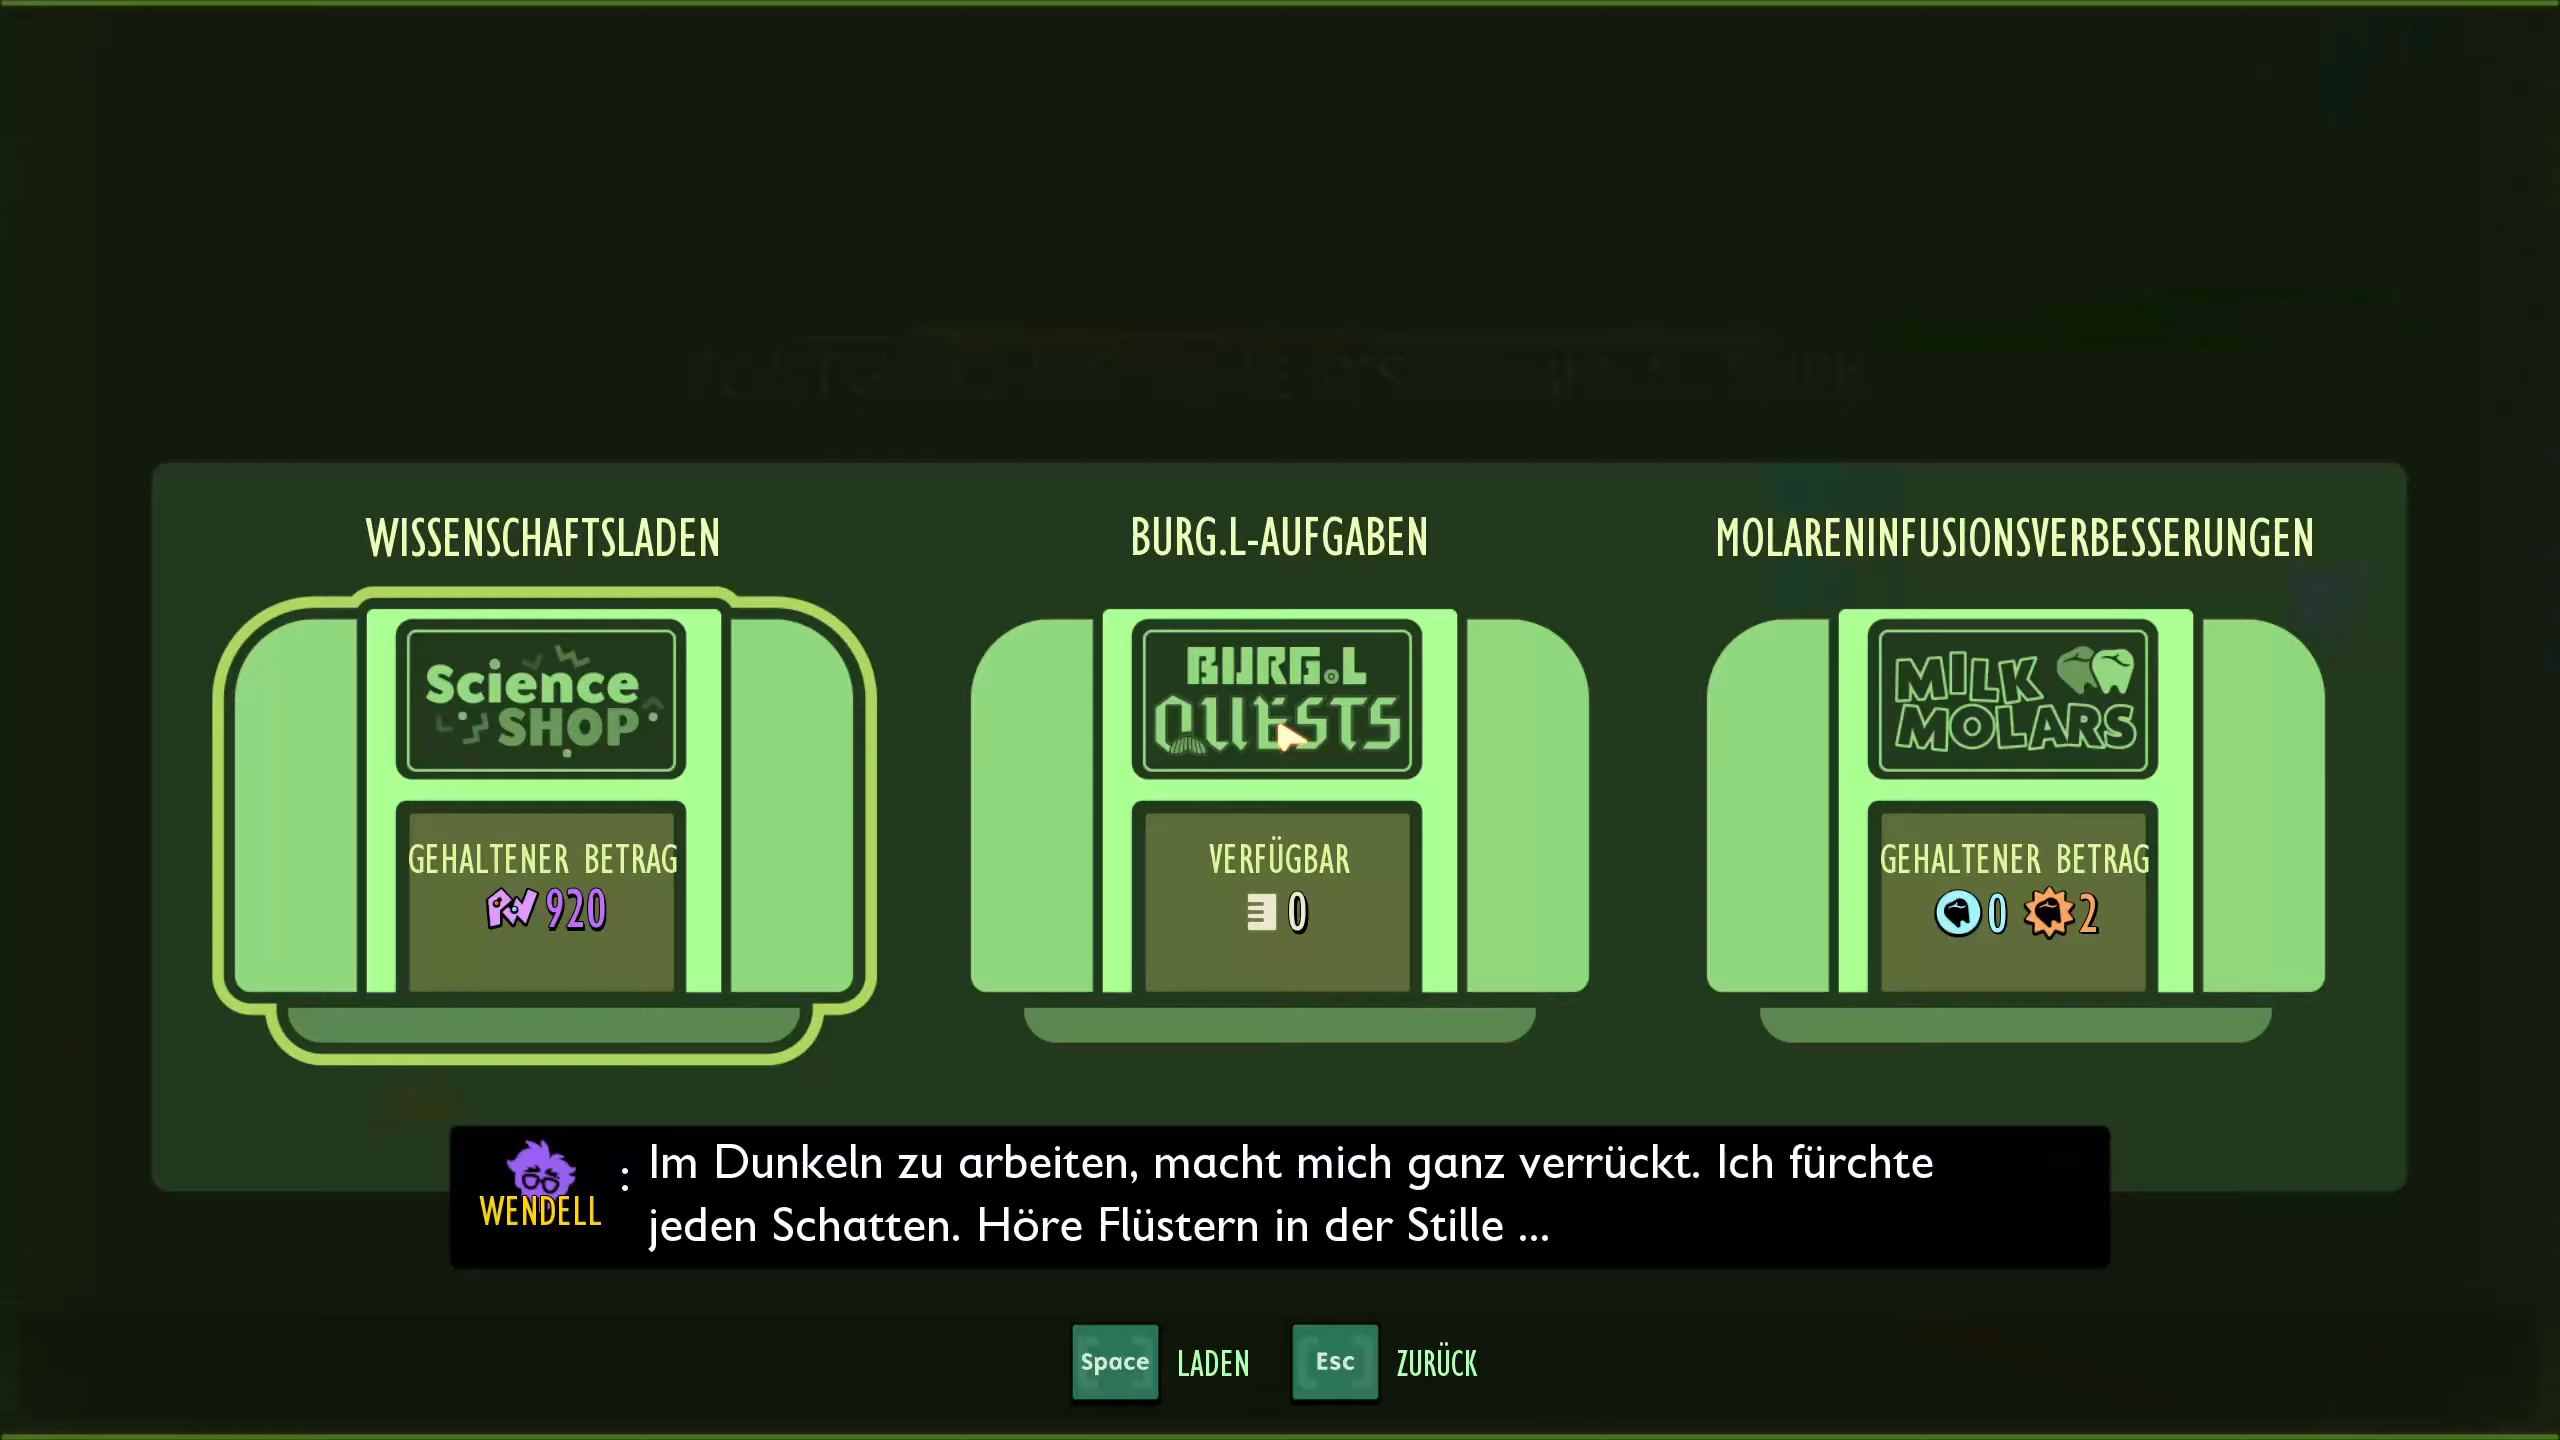 WISSENSCHAFTSLADEN
Science
SHOP
GEHALTENER BETRAG
920
BURG.L-AUFGABEN
BURG.L
QUESTS
VERFÜGBAR
0
MOLARENINFUSIONSVERBESSERUNGEN
MILK
MOLARS
GEHALTENER BETRAG
0 2
WENDELL : Im Dunkeln zu arbeiten, macht mich ganz verrückt. Ich fürchte
jeden Schatten. Höre Flüstern in der Stille ...
Space LADEN Esc ZURÜCK